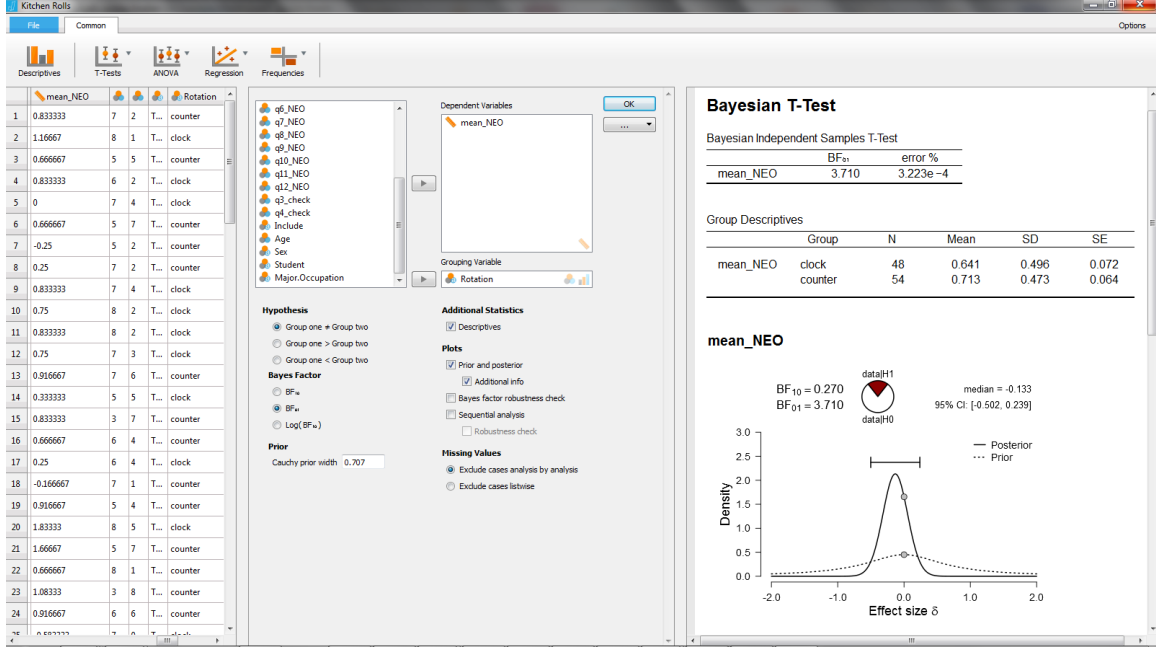 Kitchen Rolls
File Common Options
Descriptives T-Tests ANOVA Regression Frequencies
mean_NEO Rotation
1 0.833333 7 2 T... counter
2 1.16667 8 1 T... clock
3 0.666667 5 5 T... counter
4 0.833333 6 2 T... clock
5 0 7 4 T... clock
6 0.666667 5 7 T... counter
7 -0.25 5 2 T... counter
8 0.25 7 2 T... counter
9 0.833333 7 4 T... clock
10 0.75 8 2 T... clock
11 0.833333 8 2 T... clock
12 0.75 7 3 T... clock
13 0.916667 7 6 T... counter
14 0.333333 5 5 T... clock
15 0.833333 3 7 T... counter
16 0.666667 6 4 T... clock
17 0.25 6 4 T... clock
18 -0.166667 7 1 T... counter
19 0.916667 5 4 T... counter
20 1.83333 8 5 T... clock
21 1.66667 5 7 T... counter
22 0.666667 8 1 T... counter
23 1.08333 3 8 T... counter
24 0.916667 6 6 T... counter
q6_NEO
q7_NEO
q8_NEO
q9_NEO
q10_NEO
q11_NEO
q12_NEO
q3_check
q4_check
Include
Age
Sex
Student
Major.Occupation
Dependent Variables
mean_NEO
Grouping Variable
Rotation
OK
...
Hypothesis
Group one ≠ Group two
Group one > Group two
Group one < Group two
Bayes Factor
BF₁₀
BF₀₁
Log(BF₁₀)
Prior
Cauchy prior width 0.707
Additional Statistics
Descriptives
Plots
Prior and posterior
Additional info
Bayes factor robustness check
Sequential analysis
Robustness check
Missing Values
Exclude cases analysis by analysis
Exclude cases listwise
Bayesian T-Test
Bayesian Independent Samples T-Test
BF₀₁ error %
mean_NEO 3.710 3.223e -4
Group Descriptives
Group N Mean SD SE
mean_NEO clock 48 0.641 0.496 0.072
counter 54 0.713 0.473 0.064
mean_NEO
data|H1
BF₁₀ = 0.270
BF₀₁ = 3.710
data|H0
median = -0.133
95% CI: [-0.502, 0.239]
Posterior
Prior
Density
3.0
2.5
2.0
1.5
1.0
0.5
0.0
-2.0 -1.0 0.0 1.0 2.0
Effect size δ